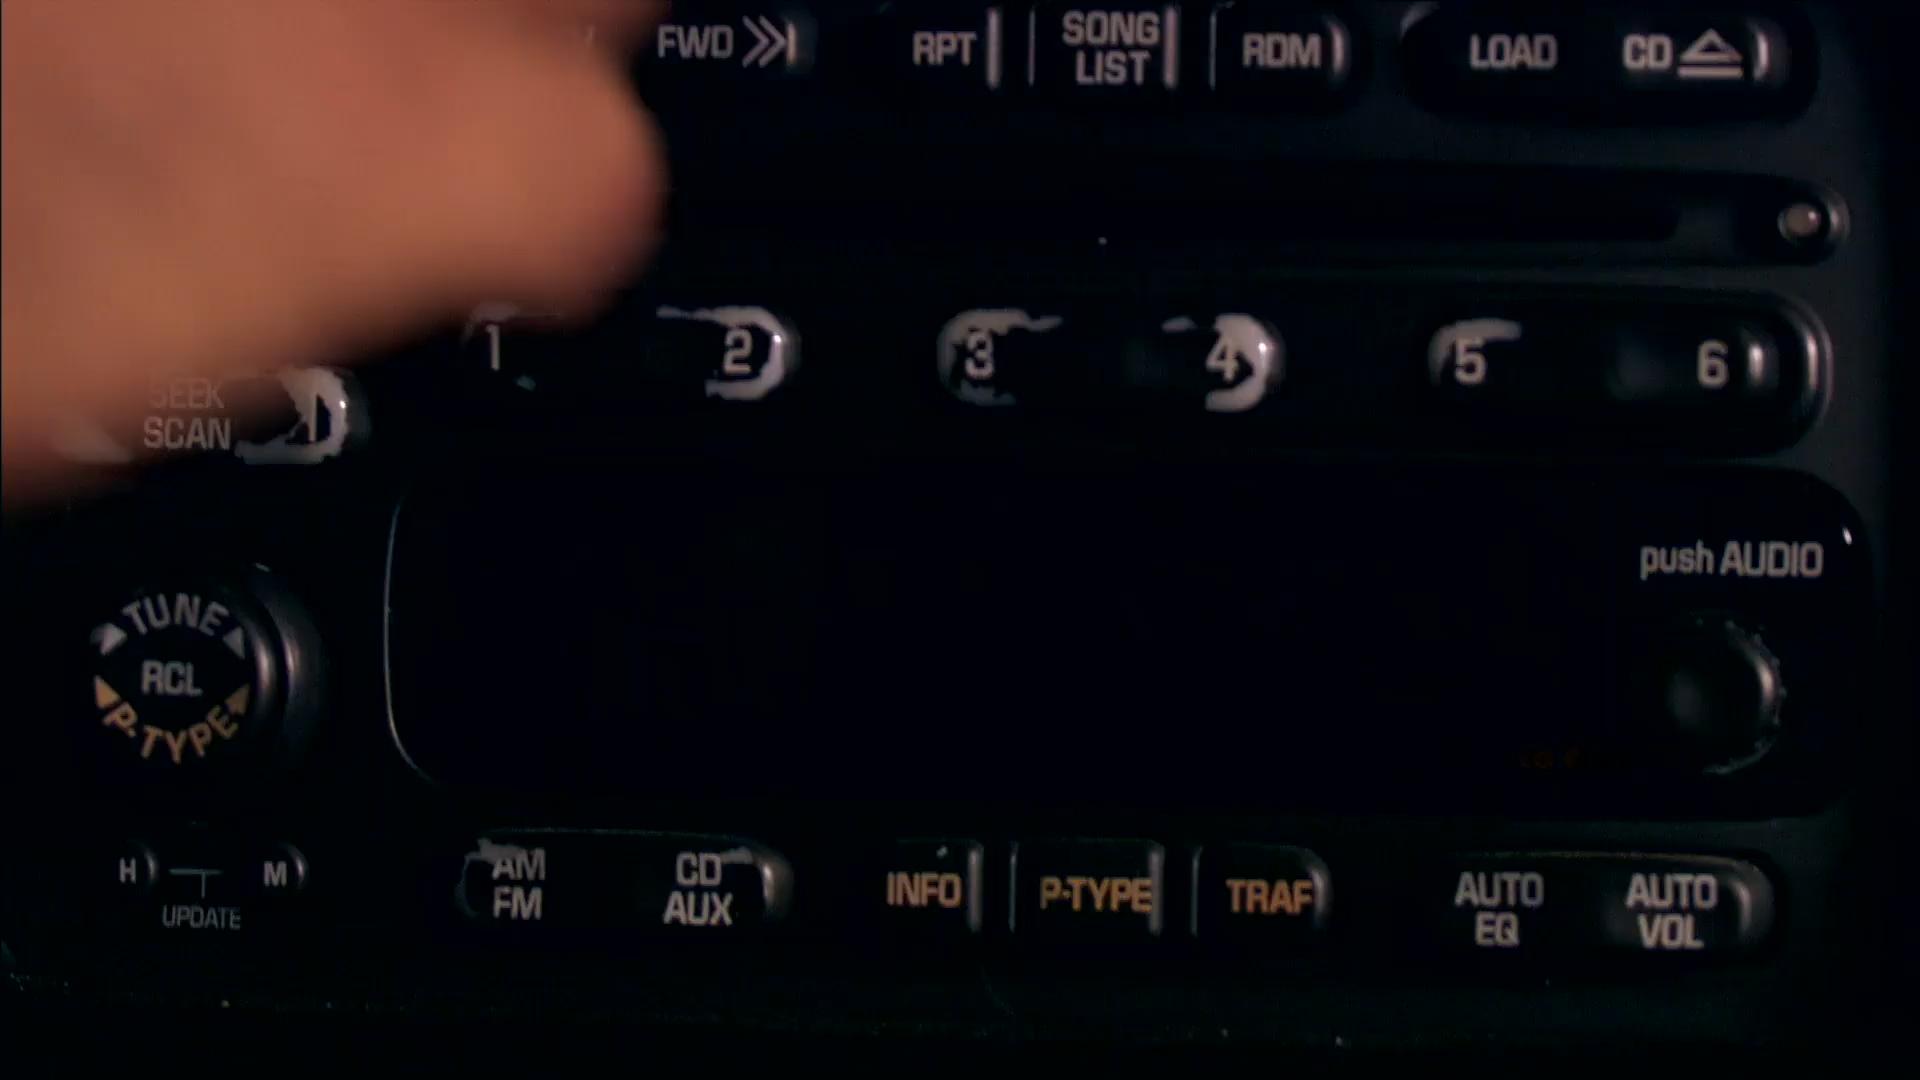 FWD
RPT
SONG
LIST
RDM
LOAD
CD
1
2
3
4
5
6
SEEK
SCAN
push AUDIO
TUNE
RCL
P-TYPE
H
M
UPDATE
AM
FM
CD
AUX
INFO
P-TYPE
TRAF
AUTO
EQ
AUTO
VOL